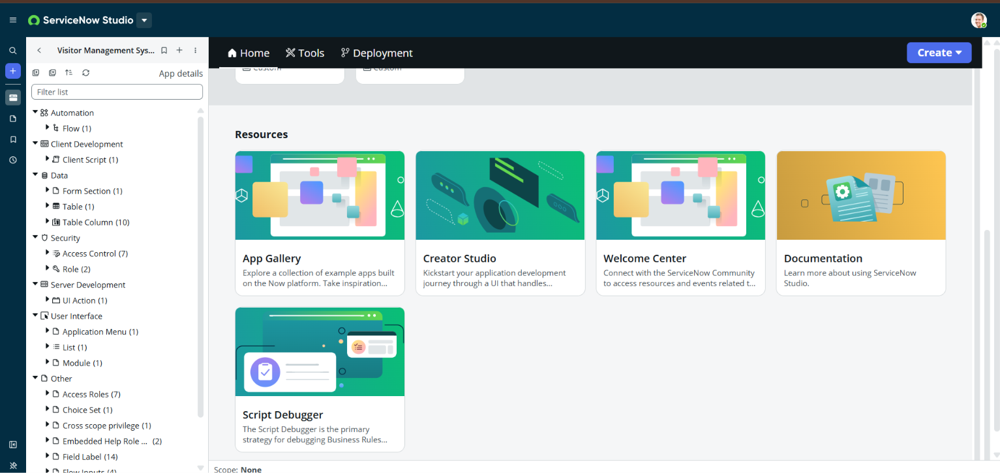 ServiceNow Studio
Visitor Management Sys...
App details
Filter list
Automation
Flow (1)
Client Development
Client Script (1)
Data
Form Section (1)
Table (1)
Table Column (10)
Security
Access Control (7)
Role (2)
Server Development
UI Action (1)
User Interface
Application Menu (1)
List (1)
Module (1)
Other
Access Roles (7)
Choice Set (1)
Cross scope privilege (1)
Embedded Help Role ... (2)
Field Label (14)
Flow Inputs (4)
Home Tools Deployment
Create
Custom Custom
Resources
App Gallery
Explore a collection of example apps built
on the Now platform. Take inspiration...
Creator Studio
Kickstart your application development
journey through a UI that handles...
Welcome Center
Connect with the ServiceNow Community
to access resources and events related t...
Documentation
Learn more about using ServiceNow
Studio.
Script Debugger
The Script Debugger is the primary
strategy for debugging Business Rules...
Scope: None